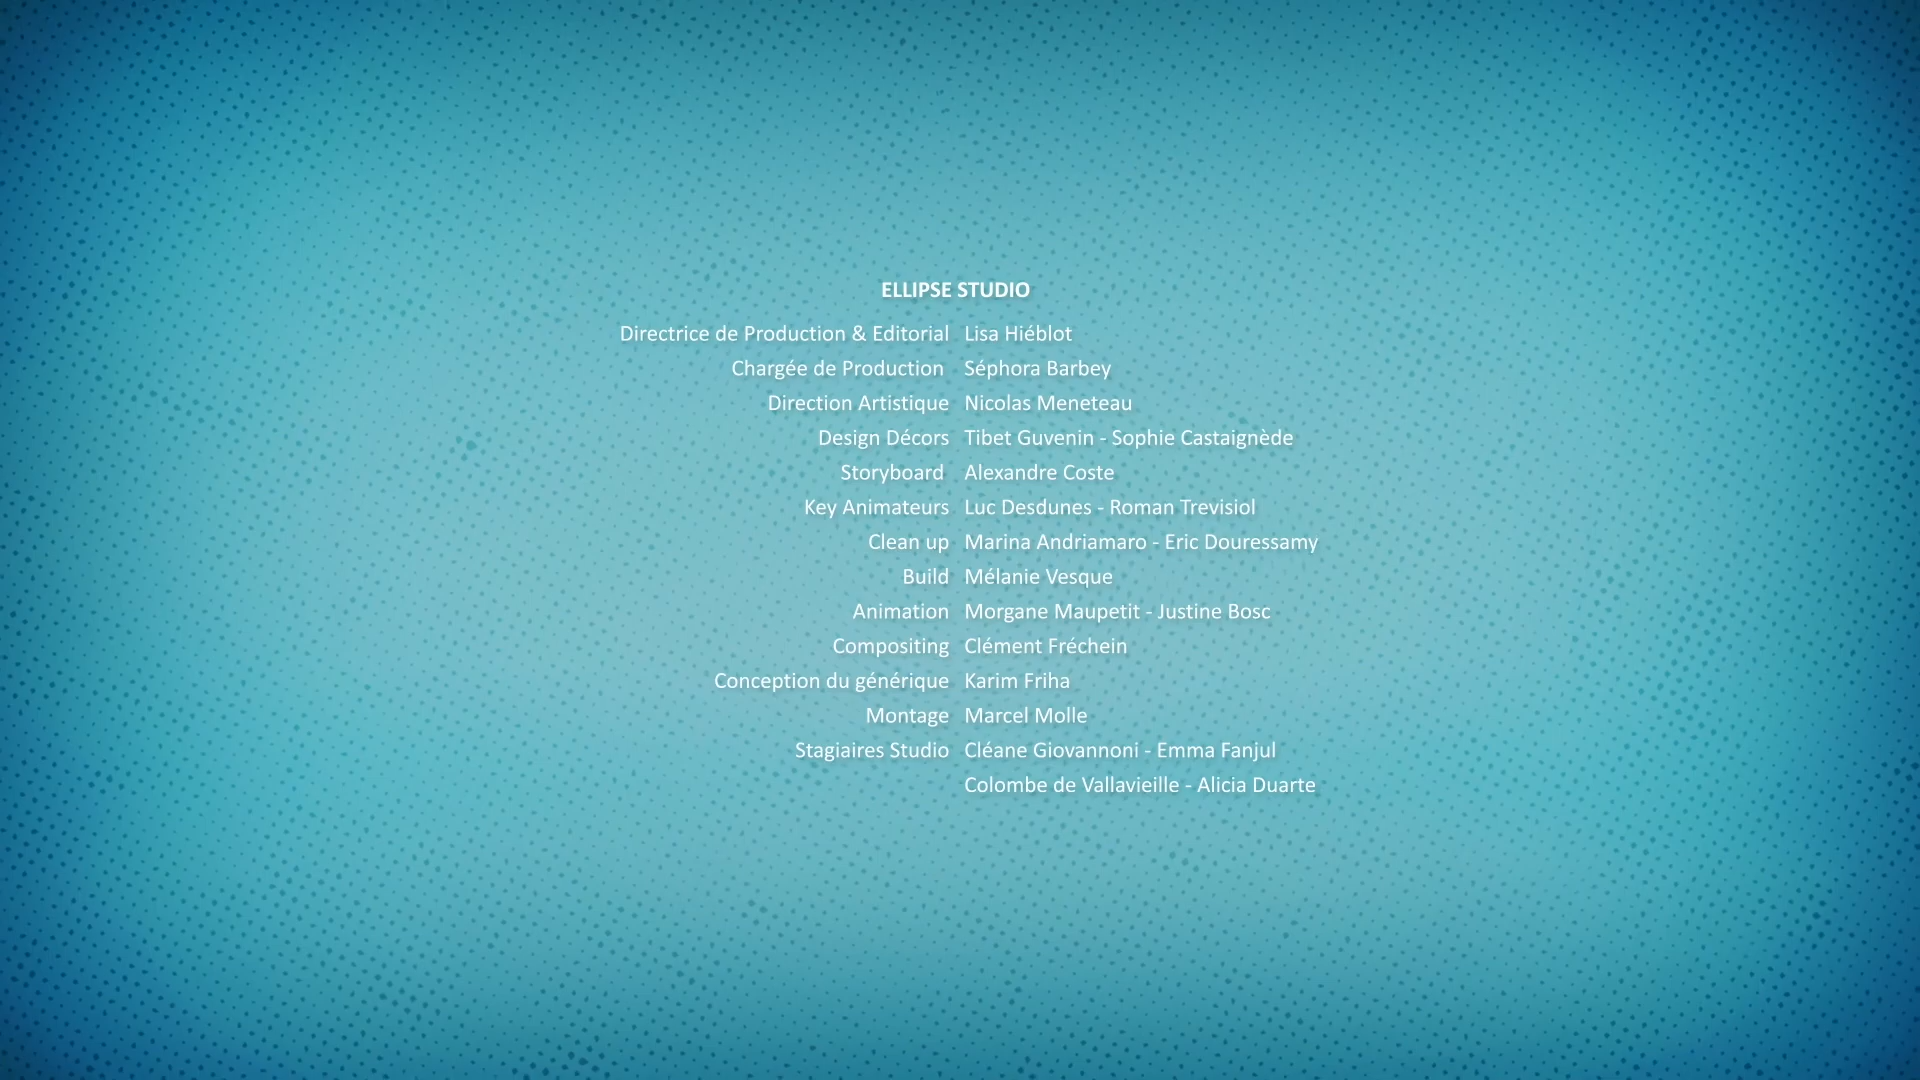 ELLIPSE STUDIO
Directrice de Production & Editorial Lisa Hiéblot
Chargée de Production Séphora Barbey
Direction Artistique Nicolas Meneteau
Design Décors Tibet Guvenin - Sophie Castaignède
Storyboard Alexandre Coste
Key Animateurs Luc Desdunes - Roman Trevisiol
Clean up Marina Andriamaro - Eric Douressamy
Build Mélanie Vesque
Animation Morgane Maupetit - Justine Bosc
Compositing Clément Fréchein
Conception du générique Karim Friha
Montage Marcel Molle
Stagiaires Studio Cléane Giovannoni - Emma Fanjul
Colombe de Vallavieille - Alicia Duarte